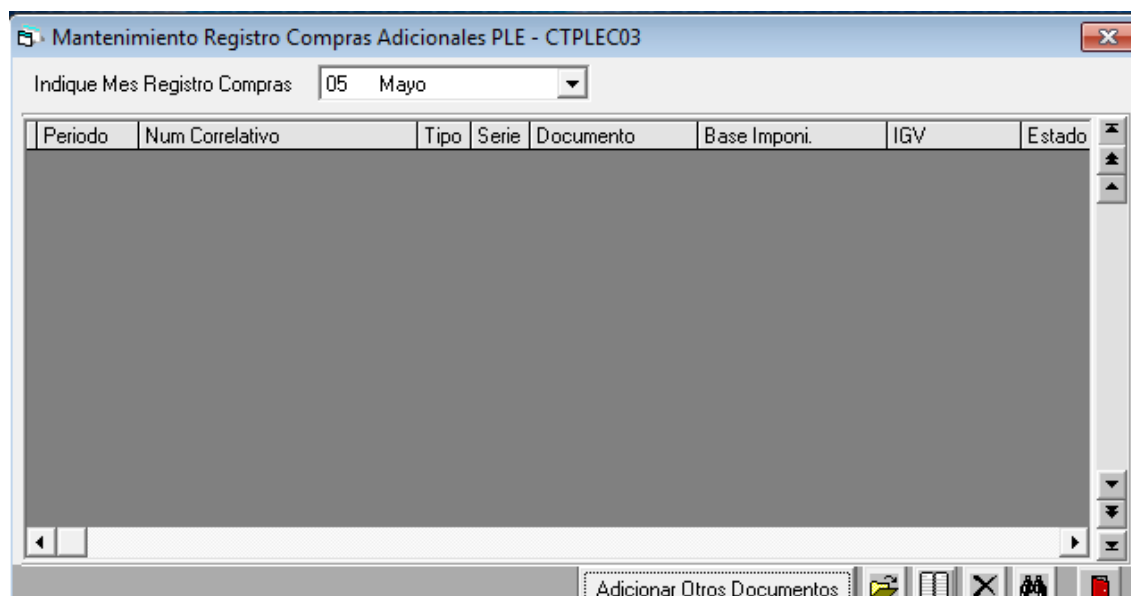 Mantenimiento Registro Compras Adicionales PLE - CTPLEC03
Indique Mes Registro Compras 05 Mayo
Periodo Num Correlativo Tipo Serie Documento Base Imponi. IGV Estado
Adicionar Otros Documentos